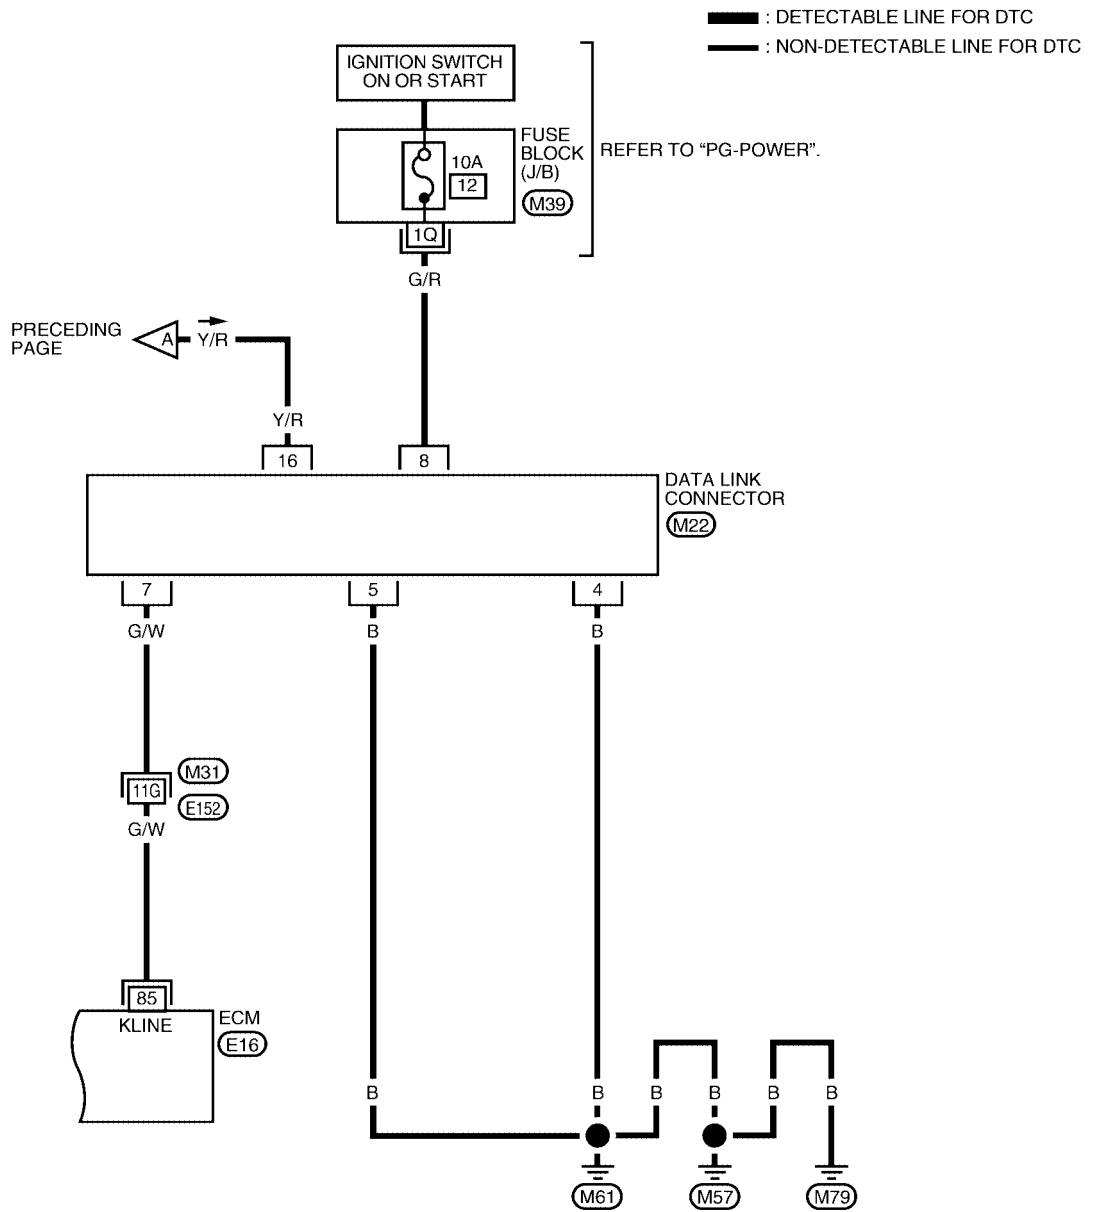 : DETECTABLE LINE FOR DTC
: NON-DETECTABLE LINE FOR DTC
IGNITION SWITCH
ON OR START
FUSE
BLOCK
(J/B)
M39
10A
12
1Q
REFER TO “PG-POWER”.
G/R
PRECEDING
PAGE
A
Y/R
Y/R
16
8
DATA LINK
CONNECTOR
M22
7
5
4
G/W
B
B
M31
11G
E152
G/W
85
KLINE
ECM
E16
B
B
B
B
B
B
M61
M57
M79